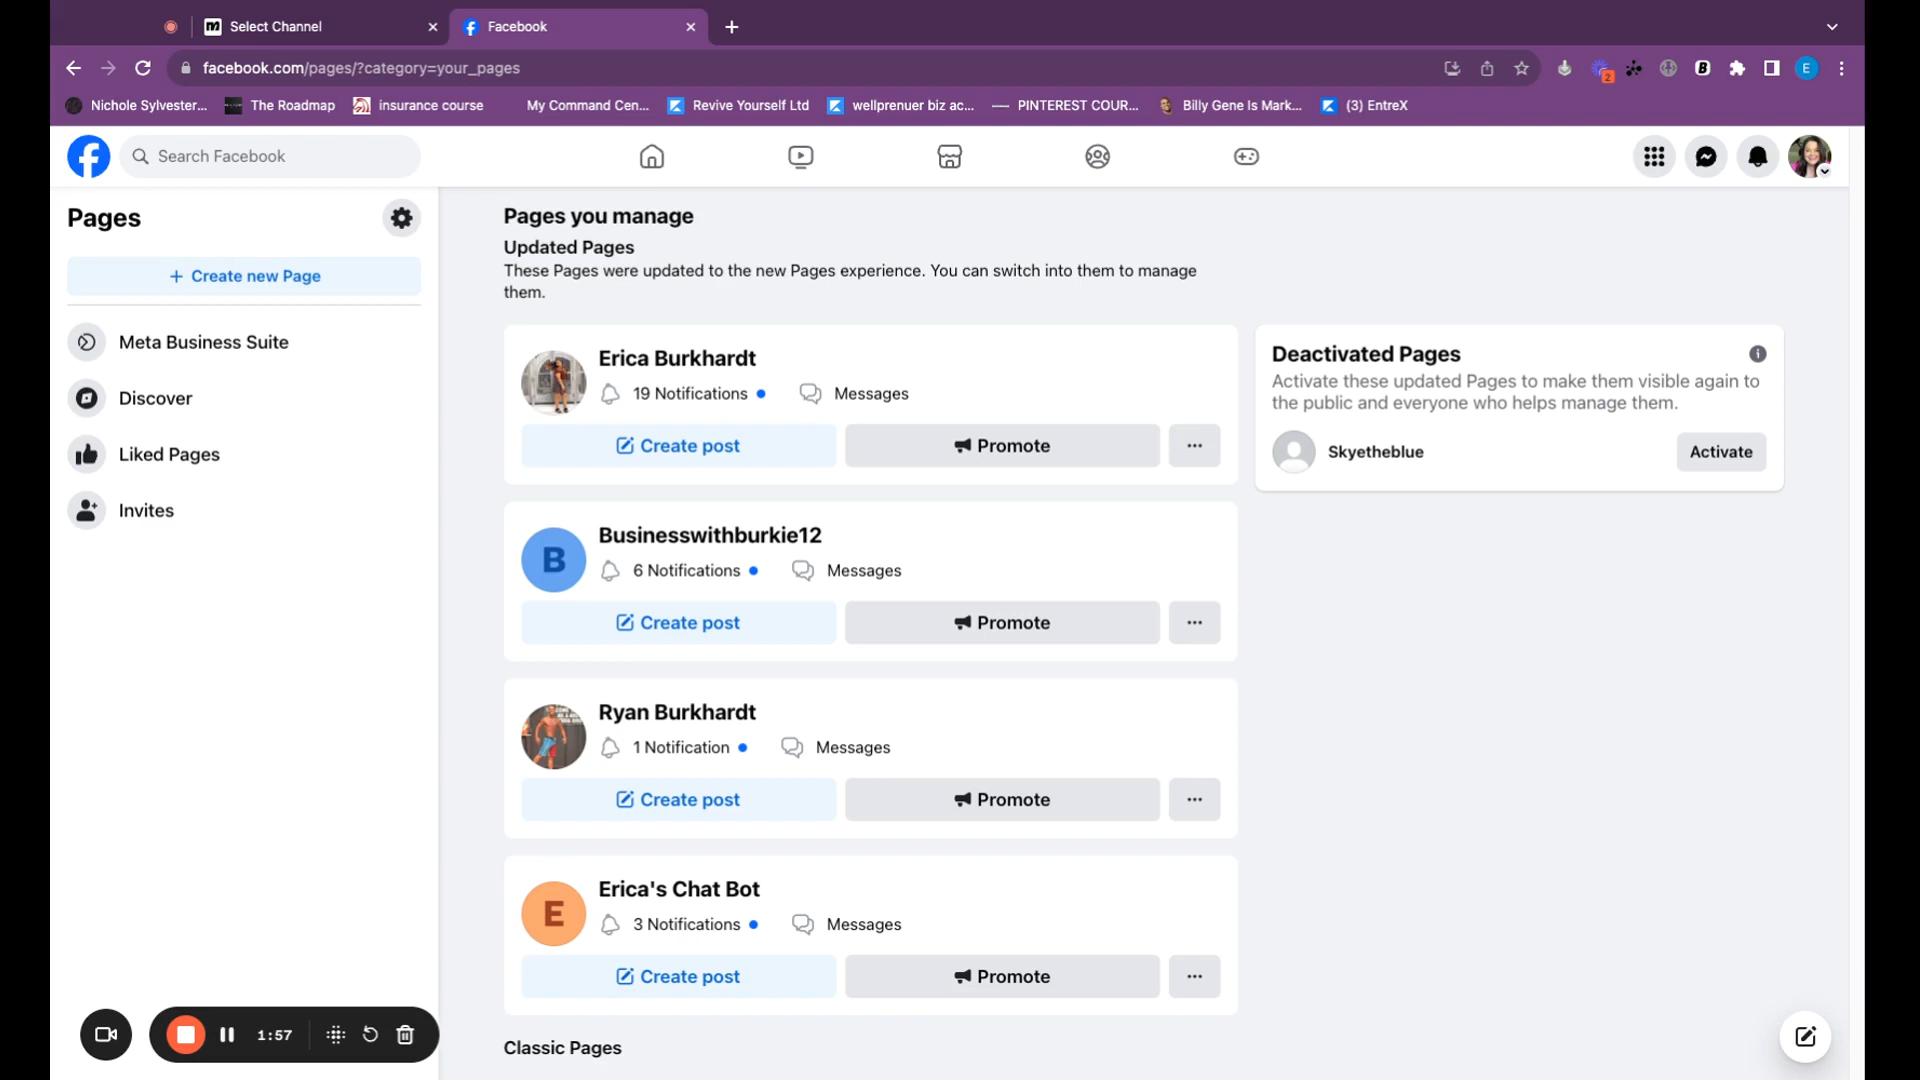 Select Channel
Facebook
facebook.com/pages/?category=your_pages
2
E
Nichole Sylvester...
The Roadmap
insurance course
My Command Cen...
Revive Yourself Ltd
wellprenuer biz ac...
PINTEREST COUR...
Billy Gene Is Mark...
(3) EntreX
Search Facebook
Pages
+ Create new Page
Meta Business Suite
Discover
Liked Pages
Invites
Pages you manage
Updated Pages
These Pages were updated to the new Pages experience. You can switch into them to manage
them.
Erica Burkhardt
19 Notifications
Messages
Create post
Promote
Deactivated Pages
Activate these updated Pages to make them visible again to
the public and everyone who helps manage them.
Skyetheblue
Activate
B
Businesswithburkie12
6 Notifications
Messages
Create post
Promote
Ryan Burkhardt
1 Notification
Messages
Create post
Promote
E
Erica's Chat Bot
3 Notifications
Messages
Create post
Promote
Classic Pages
1:57